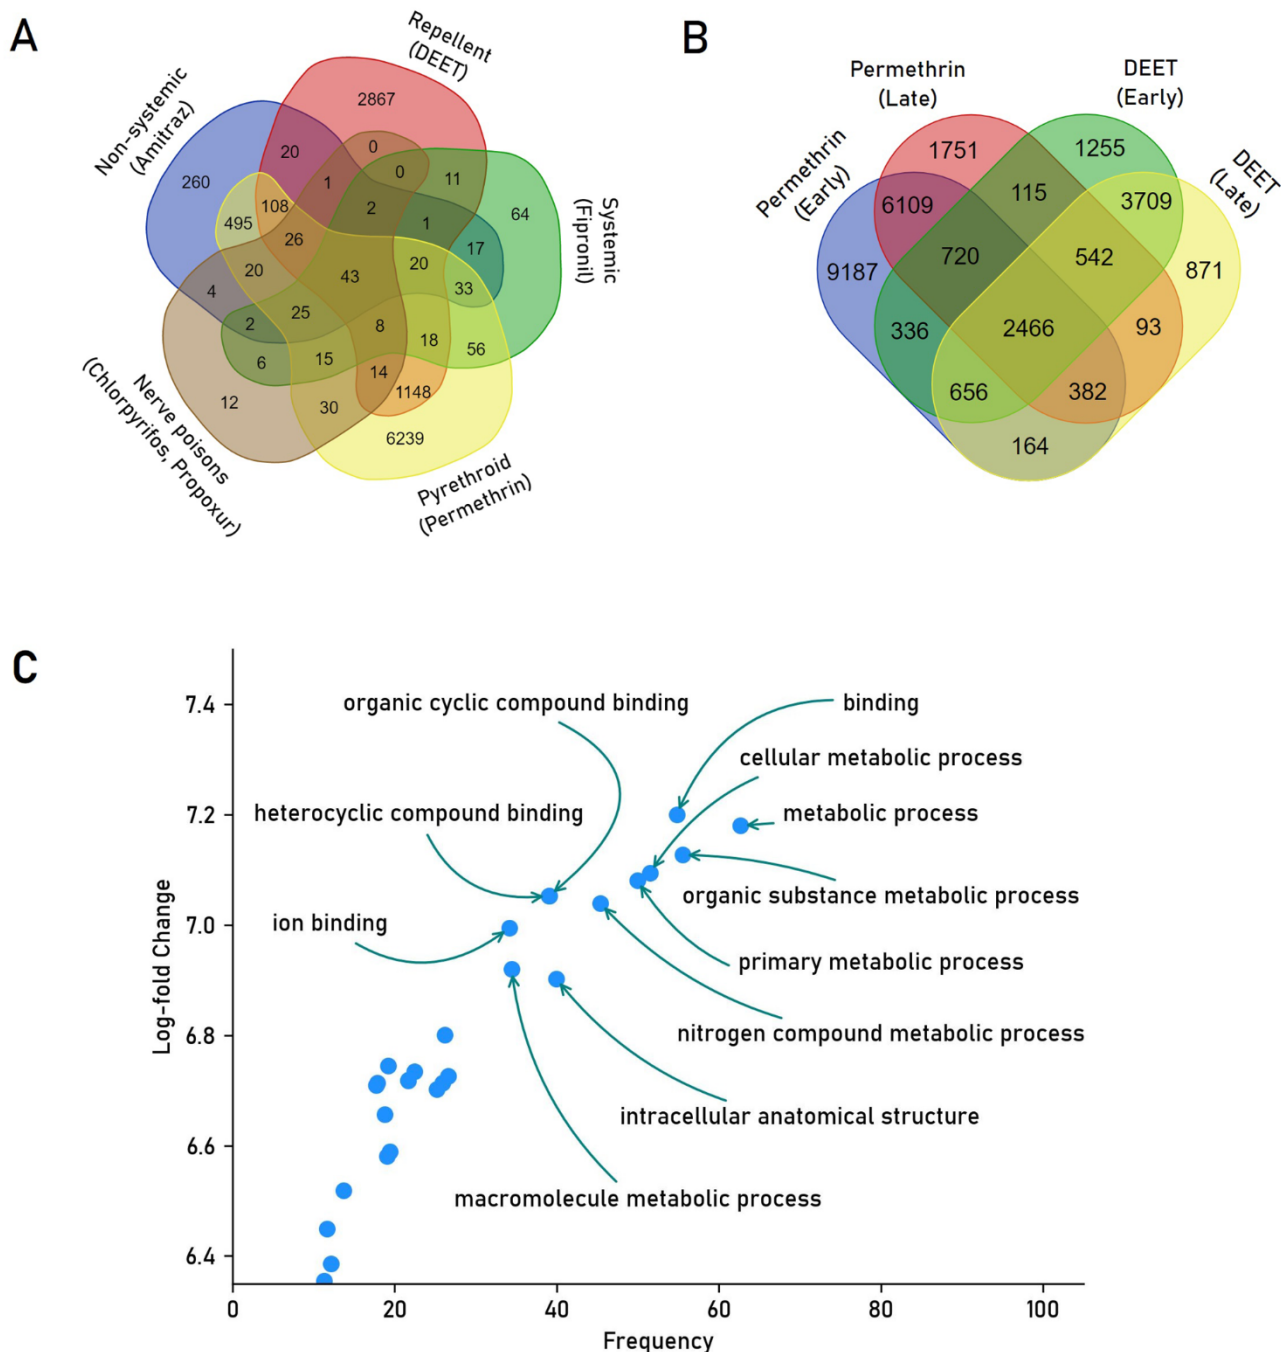 A
Repellent
(DEET)
Non-systemic
(Amitraz)
Systemic
(Fipronil)
Nerve poisons
(Chlorpyrifos, Propoxur)
Pyrethroid
(Permethrin)
2867
0
20
0
11
1
260
64
108
2
1
495
26
17
20
20
43
33
4
25
2
8
18
56
6
15
14
12
30
1148
6239
B
Permethrin
(Late)
DEET
(Early)
Permethrin
(Early)
DEET
(Late)
1751
1255
115
6109
3709
720
542
9187
871
336
2466
93
656
382
164
C
7.4
7.2
7.0
6.8
6.6
6.4
Log-fold Change
organic cyclic compound binding
binding
cellular metabolic process
heterocyclic compound binding
metabolic process
organic substance metabolic process
ion binding
primary metabolic process
nitrogen compound metabolic process
intracellular anatomical structure
macromolecule metabolic process
0 20 40 60 80 100
Frequency